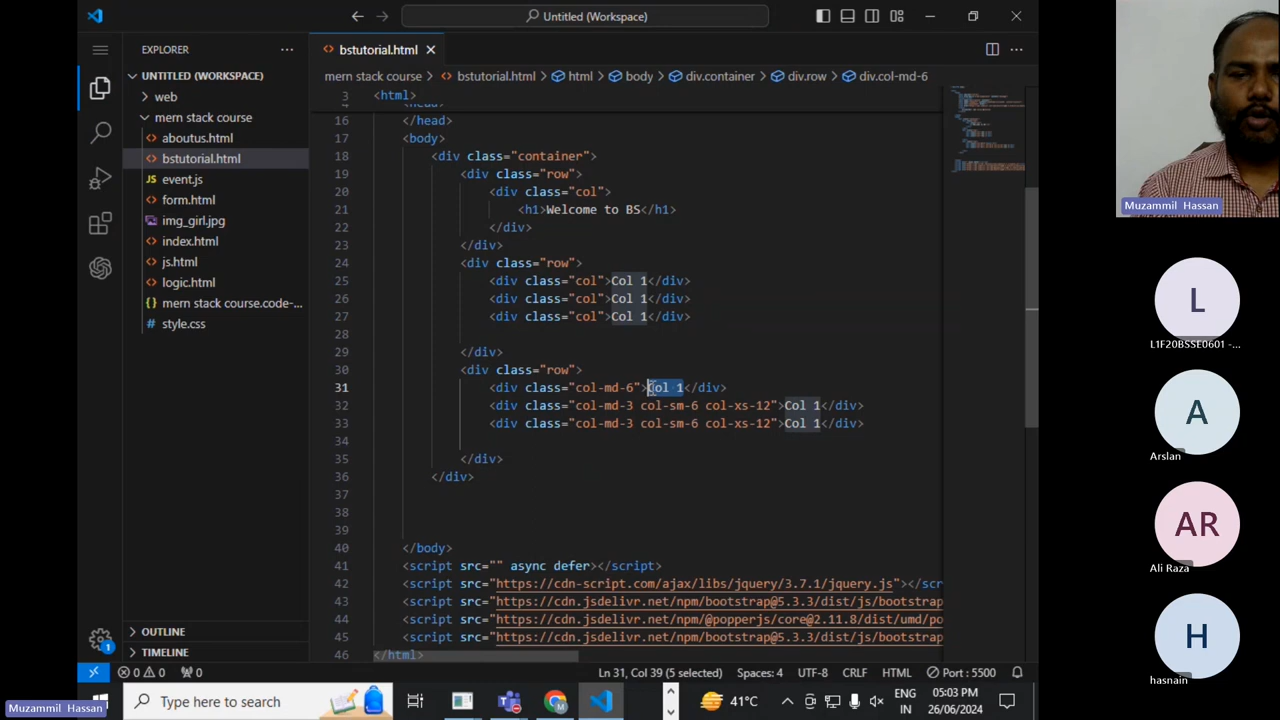 Untitled (Workspace)
EXPLORER
bstutorial.html
UNTITLED (WORKSPACE)
web
mern stack course
aboutus.html
bstutorial.html
event.js
form.html
img_girl.jpg
index.html
js.html
logic.html
mern stack course.code-...
style.css
OUTLINE
TIMELINE
mern stack course > bstutorial.html > html > body > div.container > div.row > div.col-md-6
3 <html>
16 </head>
17 <body>
18 <div class="container">
19 <div class="row">
20 <div class="col">
21 <h1>Welcome to BS</h1>
22 </div>
23 </div>
24 <div class="row">
25 <div class="col">Col 1</div>
26 <div class="col">Col 1</div>
27 <div class="col">Col 1</div>
28
29 </div>
30 <div class="row">
31 <div class="col-md-6">Col 1</div>
32 <div class="col-md-3 col-sm-6 col-xs-12">Col 1</div>
33 <div class="col-md-3 col-sm-6 col-xs-12">Col 1</div>
34
35 </div>
36 </div>
37
38
39
40 </body>
41 <script src="" async defer></script>
42 <script src="https://cdn-script.com/ajax/libs/jquery/3.7.1/jquery.js"></scr
43 <script src="https://cdn.jsdelivr.net/npm/bootstrap@5.3.3/dist/js/bootstrap
44 <script src="https://cdn.jsdelivr.net/npm/@popperjs/core@2.11.8/dist/umd/po
45 <script src="https://cdn.jsdelivr.net/npm/bootstrap@5.3.3/dist/js/bootstrap
46 </html>
1
0 0 0 Ln 31, Col 39 (5 selected) Spaces: 4 UTF-8 CRLF HTML Port : 5500
Type here to search
41°C
ENG
IN
05:03 PM
26/06/2024
Muzammil Hassan
Muzammil Hassan
L
L1F20BSSE0601 -...
A
Arslan
AR
Ali Raza
H
hasnain